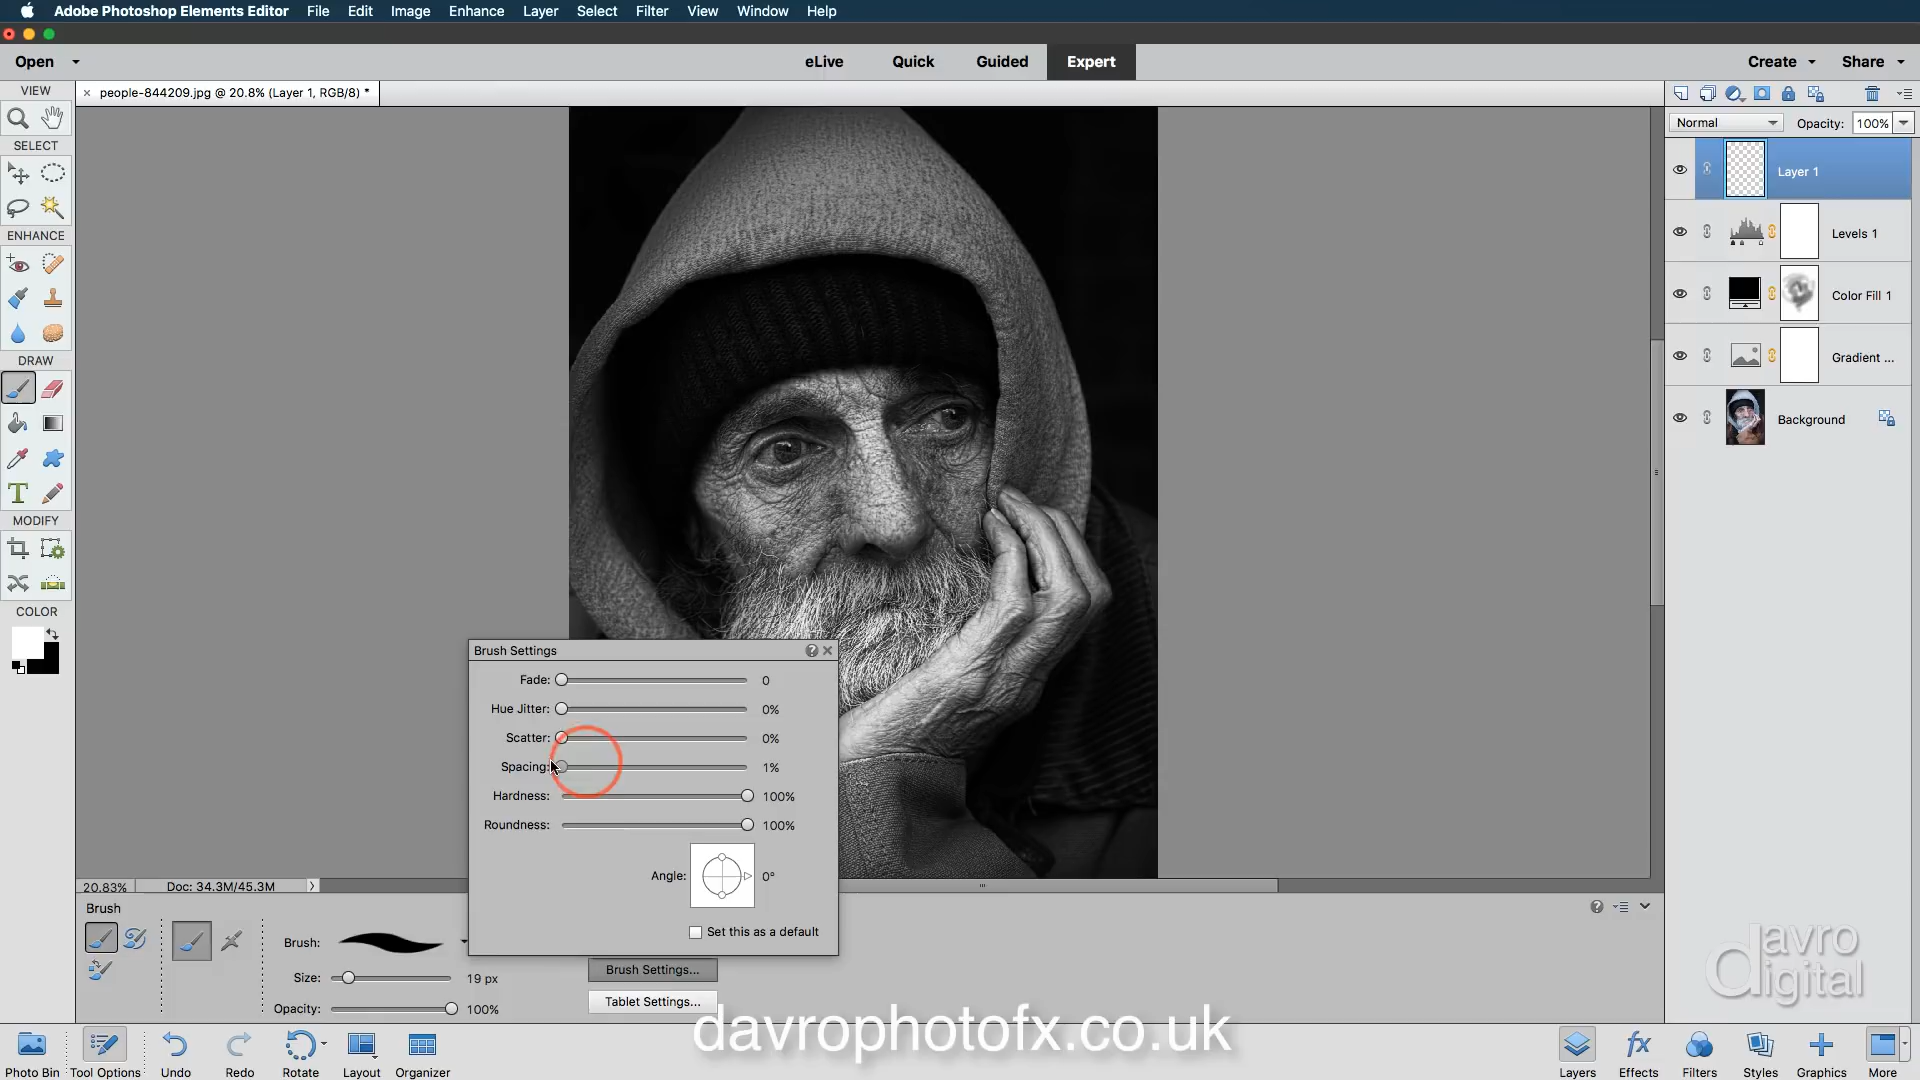 Adobe Photoshop Elements Editor File Edit Image Enhance Layer Select Filter View Window Help
Open eLive Quick Guided Expert Create Share
VIEW × people-844209.jpg @ 20.8% (Layer 1, RGB/8) *
Normal Opacity: 100%
SELECT
Layer 1
ENHANCE
Levels 1
Color Fill 1
DRAW
Gradient ...
Background
T
MODIFY
COLOR
Brush Settings
Fade: 0
Hue Jitter: 0%
Scatter: 0%
Spacing: 1%
Hardness: 100%
Roundness: 100%
Angle: 0°
Set this as a default
20.83% Doc: 34.3M/45.3M
Brush
Brush:
Size: 19 px
Opacity: 100%
Brush Settings...
Tablet Settings...
davro
digital
davrophotofx.co.uk
Photo Bin Tool Options Undo Redo Rotate Layout Organizer
fx
Layers Effects Filters Styles Graphics More